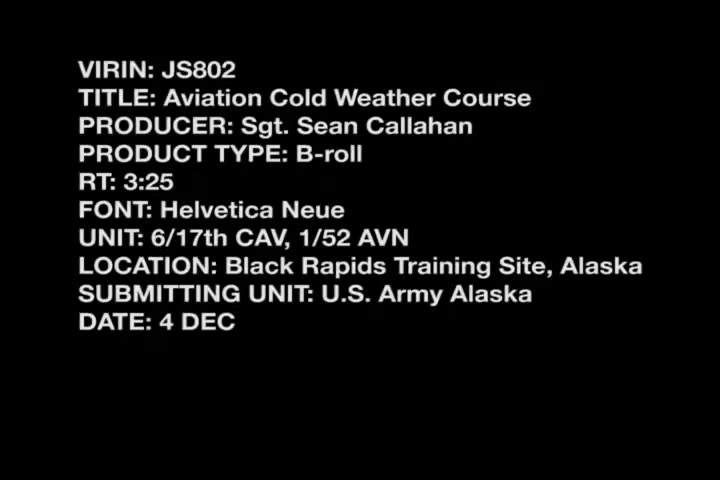 VIRIN: JS802
TITLE: Aviation Cold Weather Course
PRODUCER: Sgt. Sean Callahan
PRODUCT TYPE: B-roll
RT: 3:25
FONT: Helvetica Neue
UNIT: 6/17th CAV, 1/52 AVN
LOCATION: Black Rapids Training Site, Alaska
SUBMITTING UNIT: U.S. Army Alaska
DATE: 4 DEC